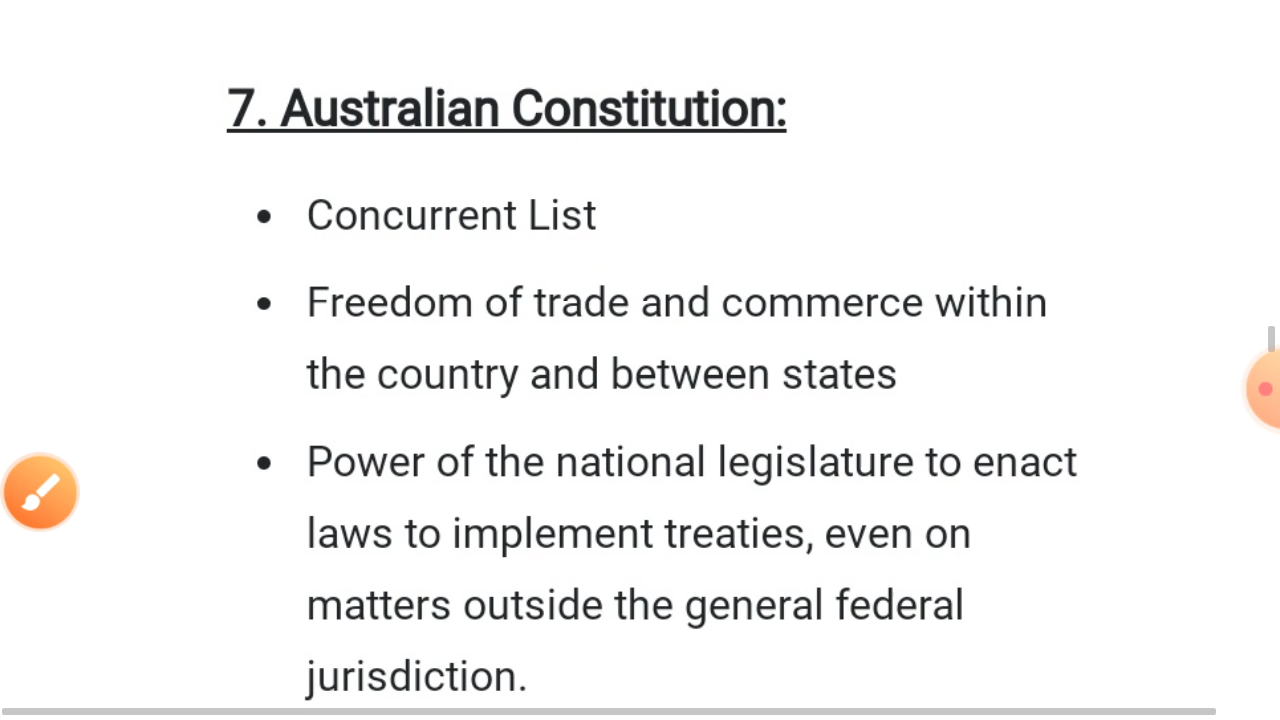 7. Australian Constitution:
• Concurrent List
• Freedom of trade and commerce within
the country and between states
• Power of the national legislature to enact
laws to implement treaties, even on
matters outside the general federal
jurisdiction.